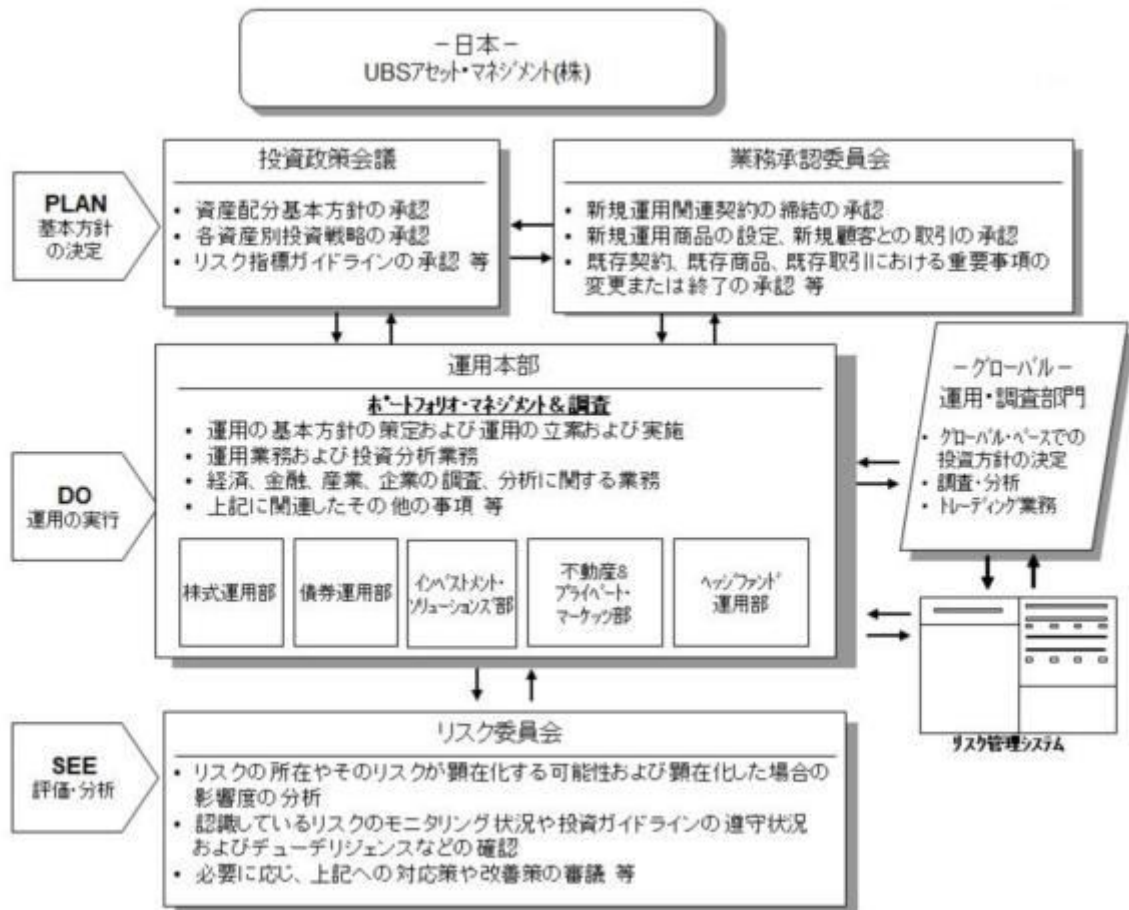 －日本－
UBSアセット・マネジメント(株)
PLAN
基本方針
の決定
投資政策会議
• 資産配分基本方針の承認
• 各資産別投資戦略の承認
• リスク指標ガイドラインの承認 等
業務承認委員会
• 新規運用関連契約の締結の承認
• 新規運用商品の設定、新規顧客との取引の承認
• 既存契約、既存商品、既存取引における重要事項の
変更または終了の承認 等
DO
運用の実行
運用本部
ポートフォリオ・マネジメント＆調査
• 運用の基本方針の策定および運用の立案および実施
• 運用業務および投資分析業務
• 経済、金融、産業、企業の調査、分析に関する業務
• 上記に関連したその他の事項 等
株式運用部
債券運用部
インベストメント・
ソリューションズ部
不動産&
プライベート・
マーケッツ部
ヘッジファンド
運用部
－グローバル－
運用・調査部門
• グローバル・ベースでの
投資方針の決定
• 調査・分析
• トレーディング業務
リスク管理システム
SEE
評価・分析
リスク委員会
• リスクの所在やそのリスクが顕在化する可能性および顕在化した場合の
影響度の分析
• 認識しているリスクのモニタリング状況や投資ガイドラインの遵守状況
およびデューデリジェンスなどの確認
• 必要に応じ、上記への対応策や改善策の審議 等